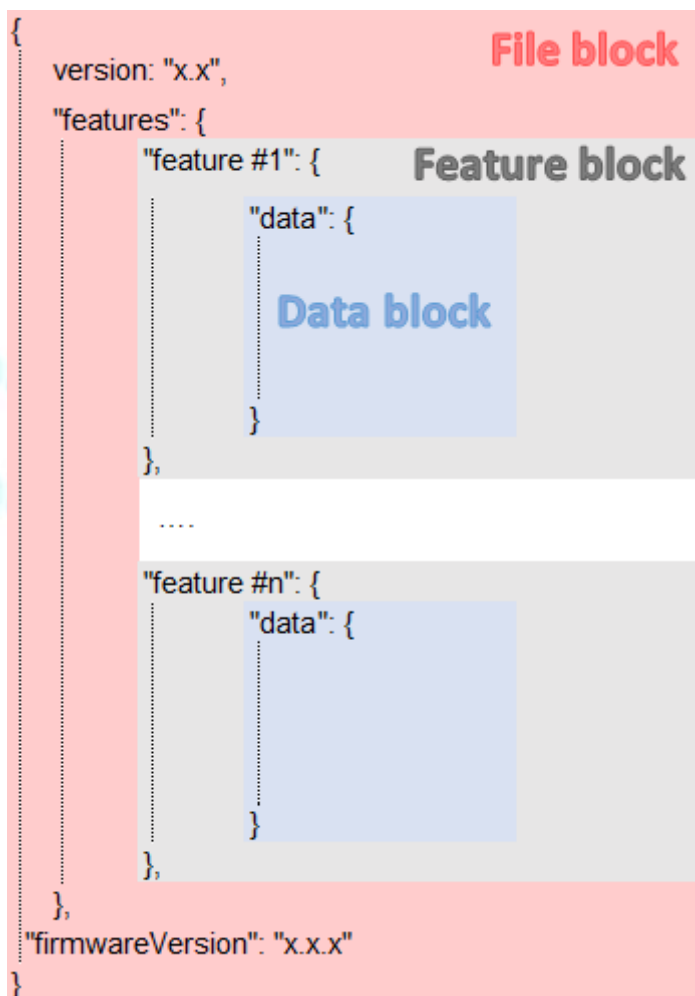 {
File block
version: "x.x",
"features": {
"feature #1": {
Feature block
"data": {
Data block
}
},
....
"feature #n": {
"data": {
}
},
},
"firmwareVersion": "x.x.x"
}